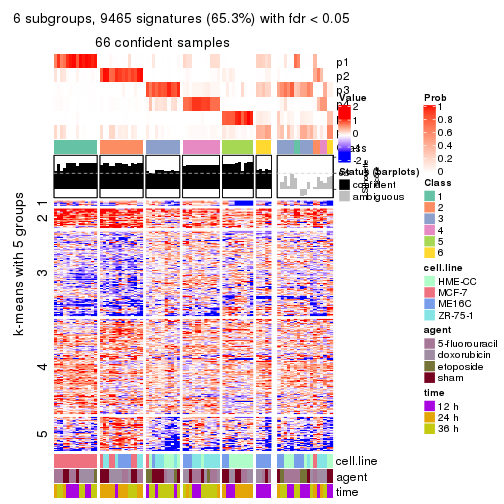 6 subgroups, 9465 signatures (65.3%) with fdr < 0.05
66 confident samples
p1
p2
p3
p4
Value
2
1
0
-1
-2
Status (barplots)
confident
ambiguous
Silhouette
Prob
1
0.8
0.6
0.4
0.2
0
Class
1
2
3
4
5
6
cell.line
HME-CC
MCF-7
ME16C
ZR-75-1
agent
5-fluorouracil
doxorubicin
etoposide
sham
time
12 h
24 h
36 h
k-means with 5 groups
1
2
3
4
5
cell.line
agent
time